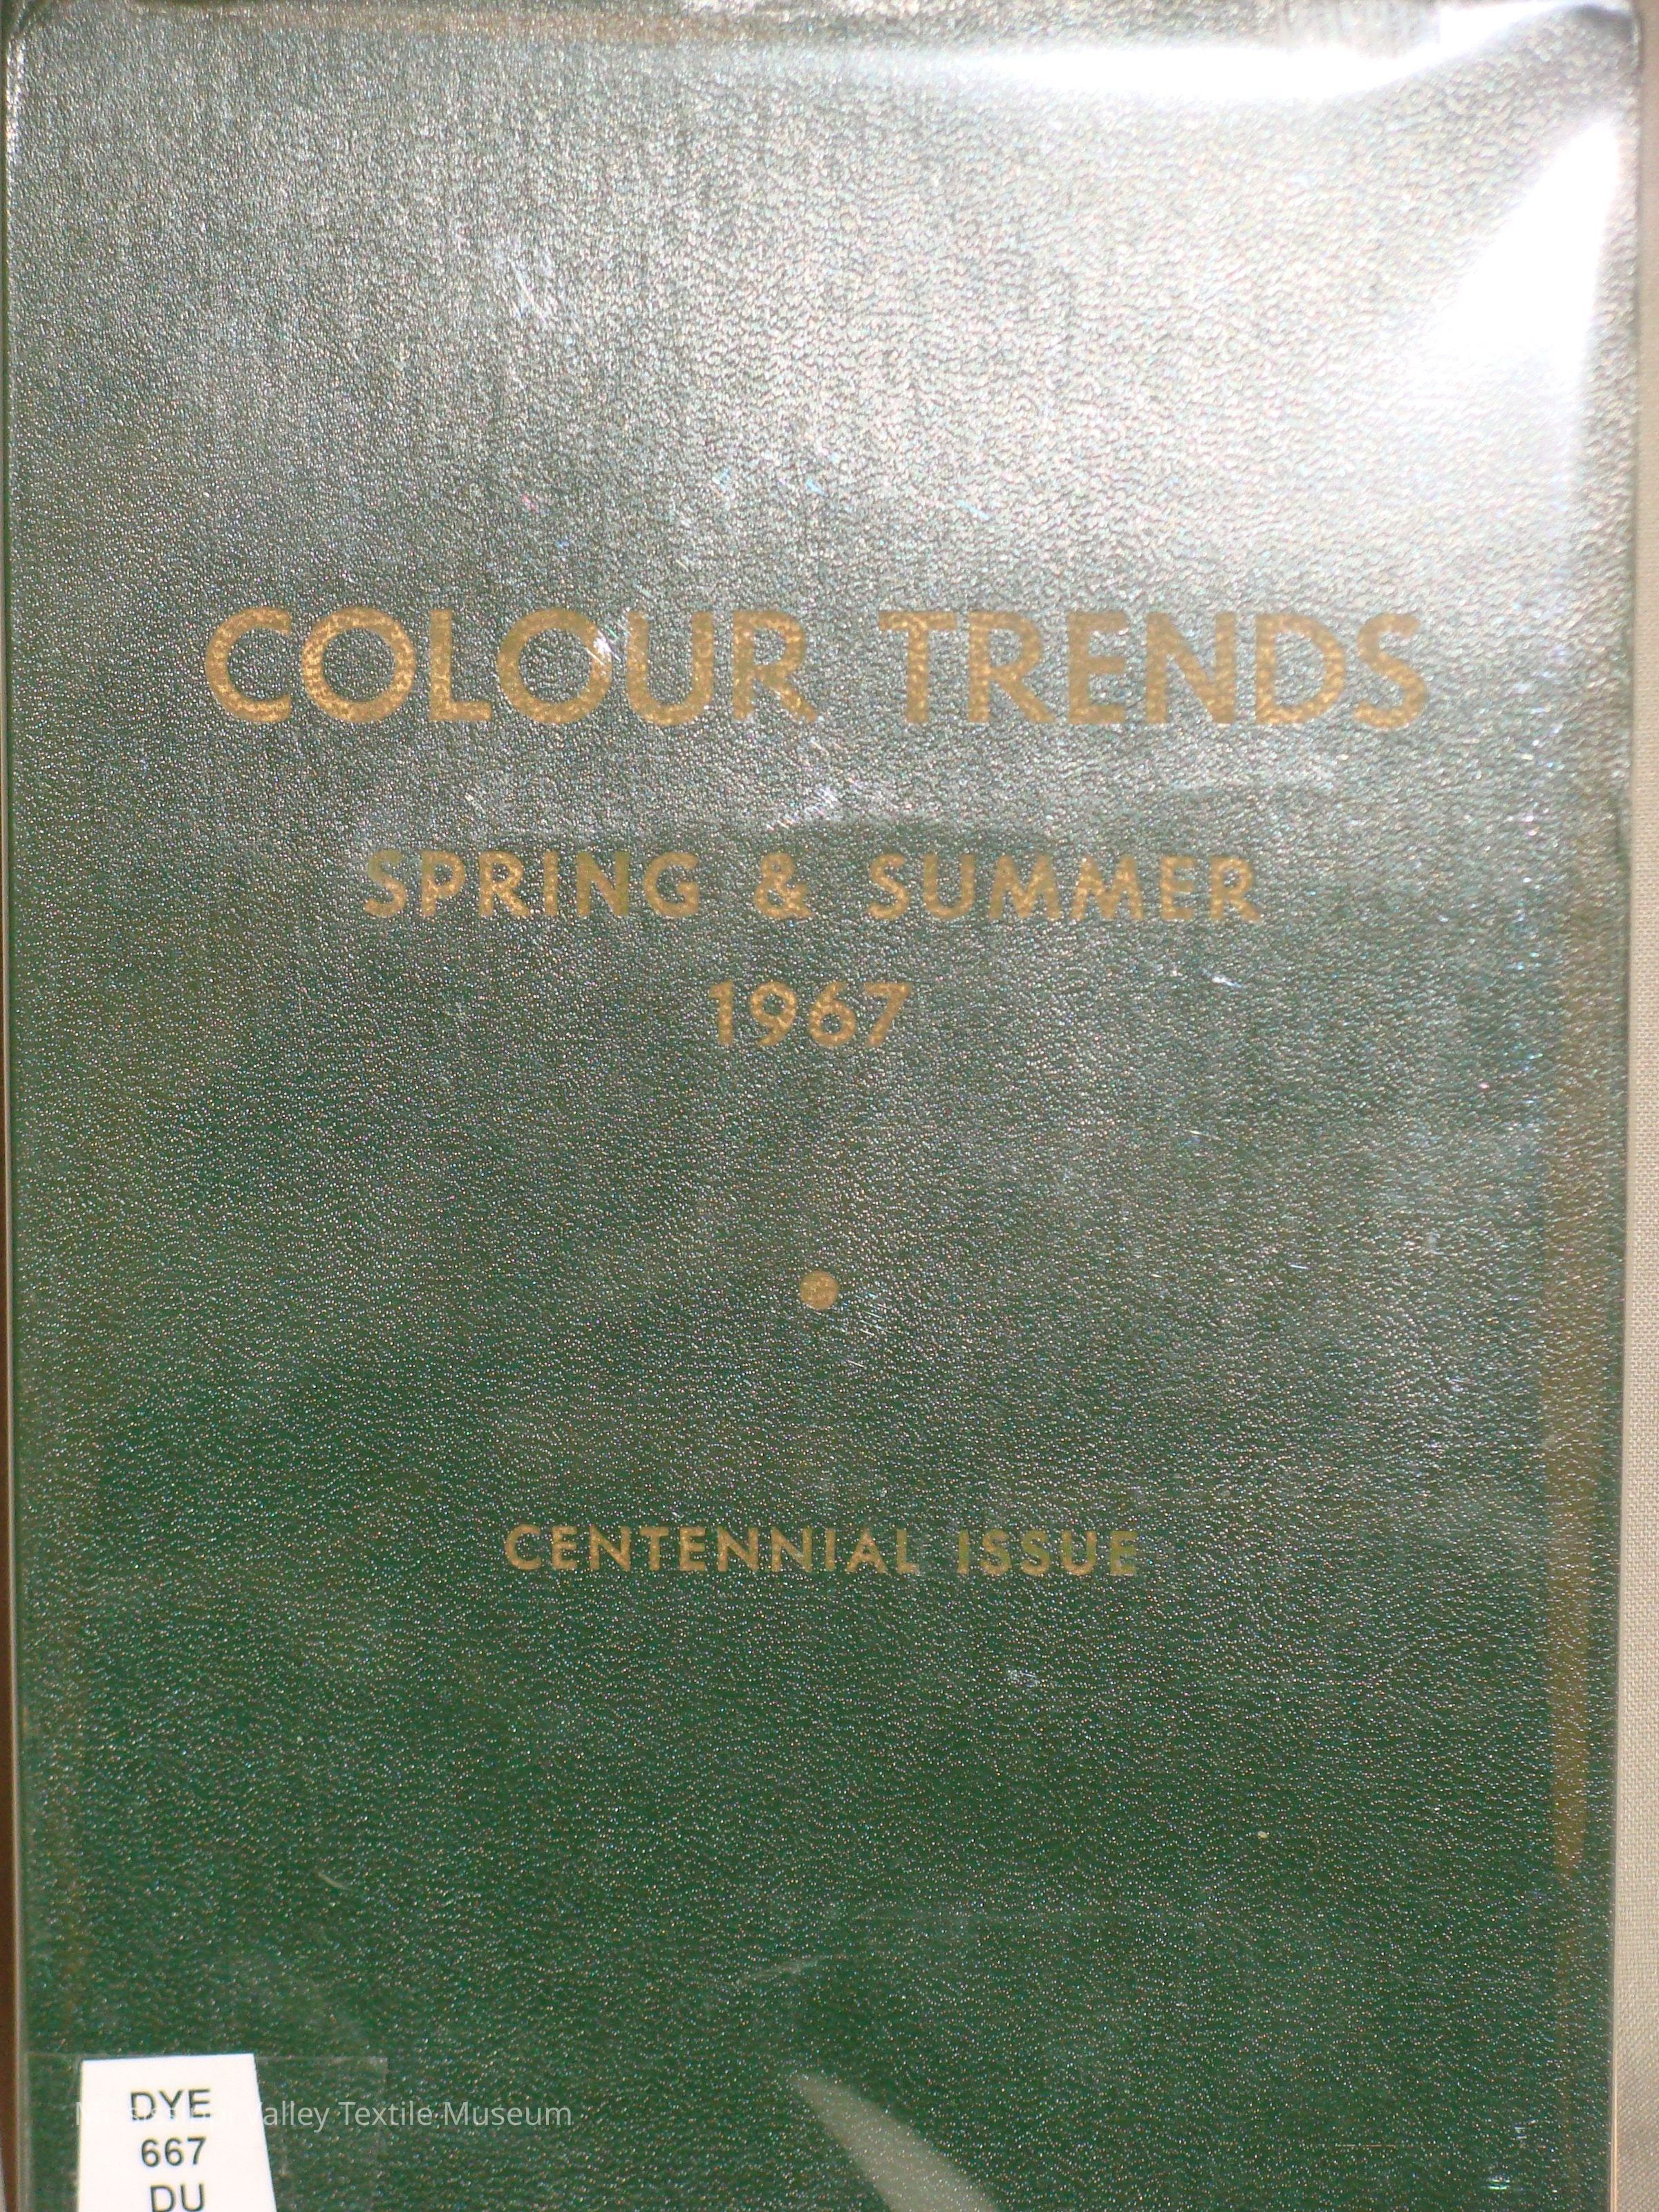 COLOUR TRENDS
SPRING & SUMMER
1967
CENTENNIAL ISSUE
DYE
667
DU
Valley Textile Museum